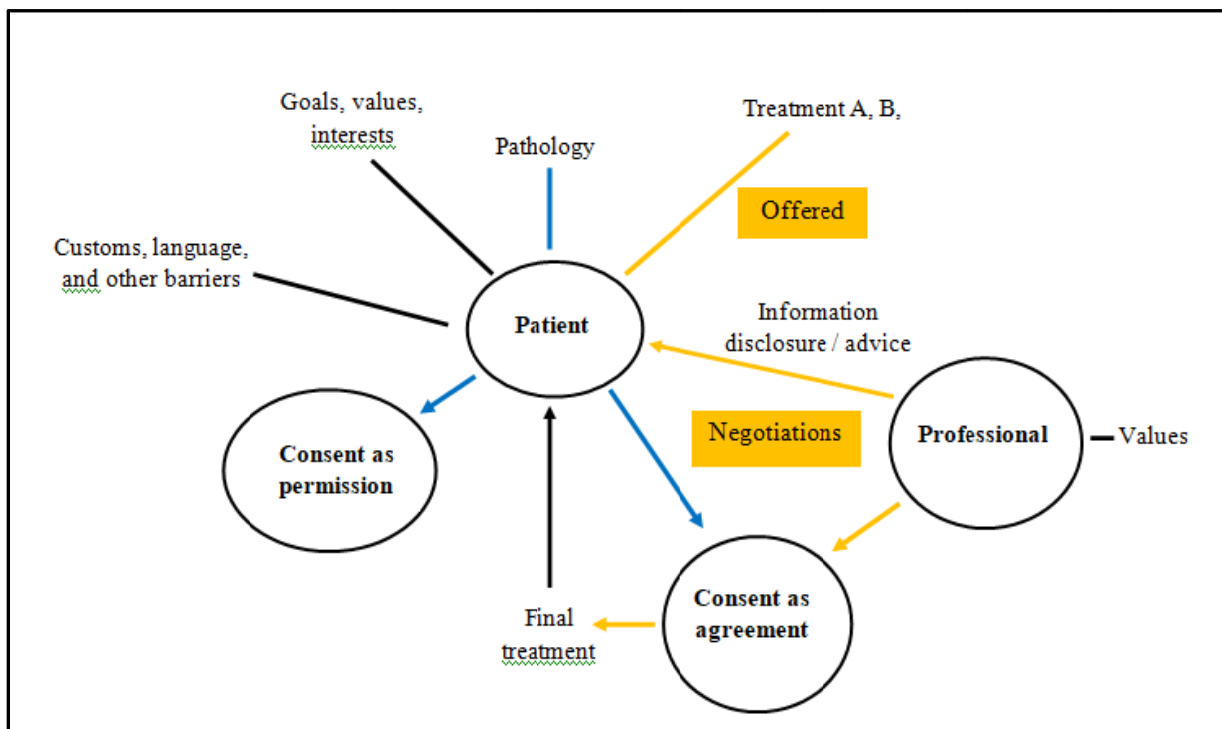 Goals, values,
interests
Treatment A, B,
Pathology
Offered
Customs, language,
and other barriers
Patient
Information
disclosure / advice
Negotiations
Professional
Values
Consent as
permission
Consent as
agreement
Final
treatment